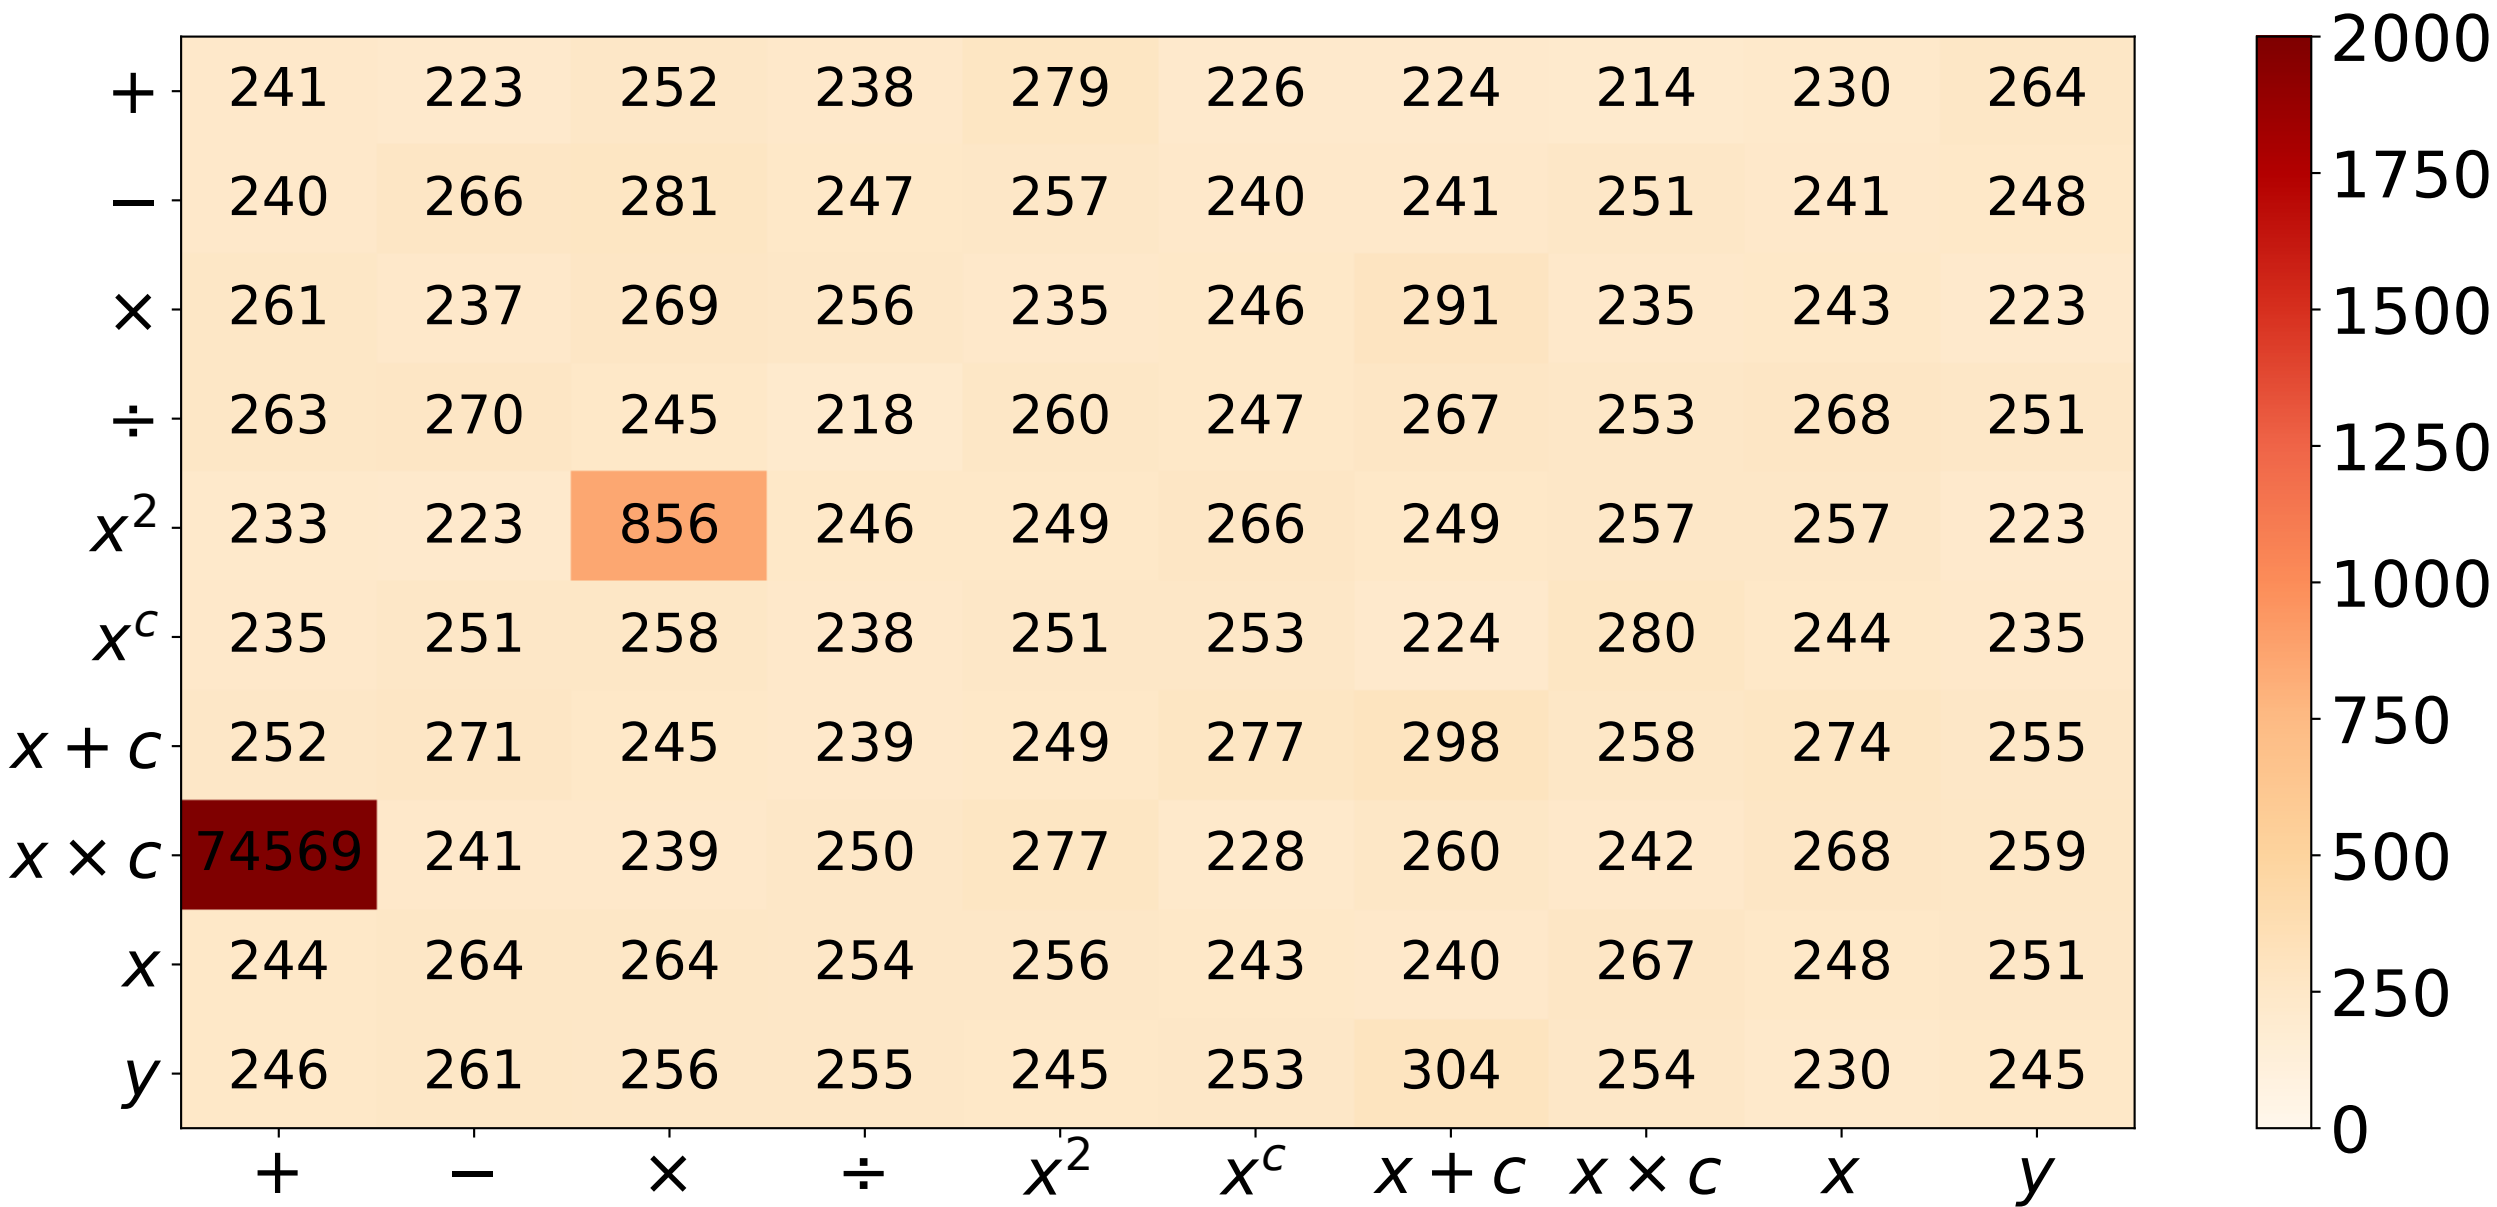 + 241 223 252 238 279 226 224 214 230 264
− 240 266 281 247 257 240 241 251 241 248
× 261 237 269 256 235 246 291 235 243 223
÷ 263 270 245 218 260 247 267 253 268 251
x² 233 223 856 246 249 266 249 257 257 223
xᶜ 235 251 258 238 251 253 224 280 244 235
x + c 252 271 245 239 249 277 298 258 274 255
x × c 74569 241 239 250 277 228 260 242 268 259
x 244 264 264 254 256 243 240 267 248 251
y 246 261 256 255 245 253 304 254 230 245
+ − × ÷ x² xᶜ x + c x × c x y
2000
1750
1500
1250
1000
750
500
250
0